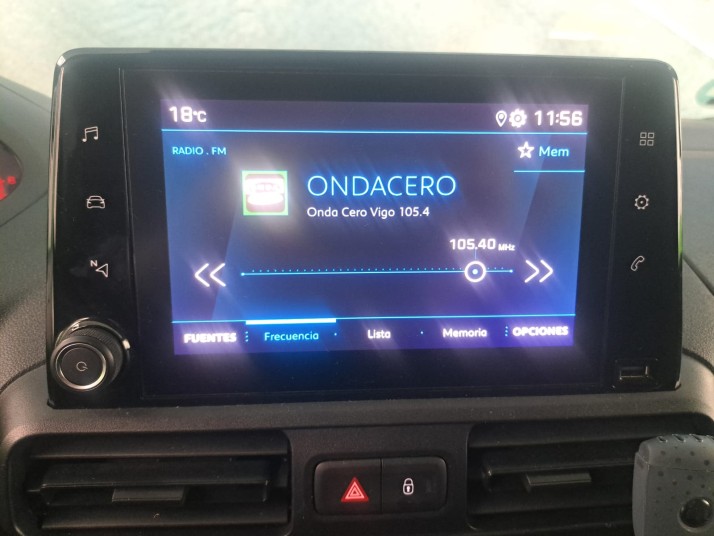 18°C
11:56
RADIO . FM
Mem
ONDACERO
Onda Cero Vigo 105.4
105.40 MHz
N
FUENTES
Frecuencia
Lista
Memoria
OPCIONES